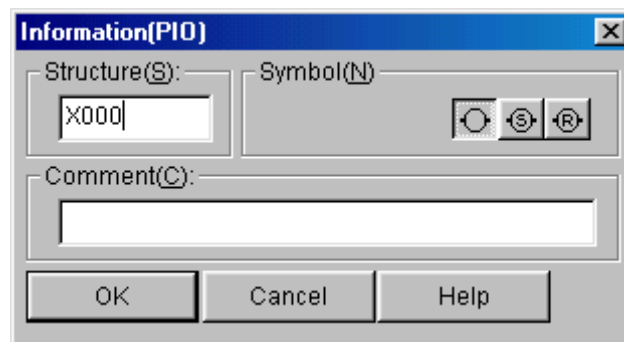 Information(PIO)
Structure(S): Symbol(N)
X000 S R
Comment(C):
OK Cancel Help